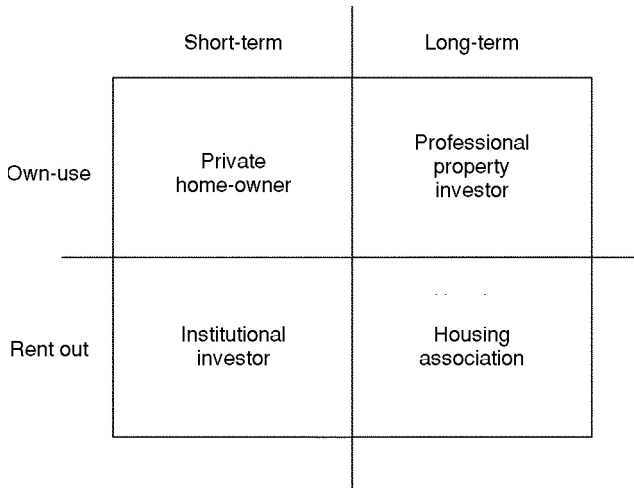 Short-term
Long-term
Own-use
Private
home-owner
Professional
property
investor
Rent out
Institutional
investor
Housing
association